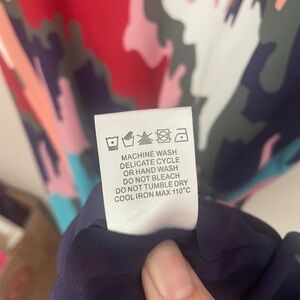 MACHINE WASH
DELICATE CYCLE
OR HAND WASH
DO NOT BLEACH
DO NOT TUMBLE DRY
COOL IRON MAX 110°C